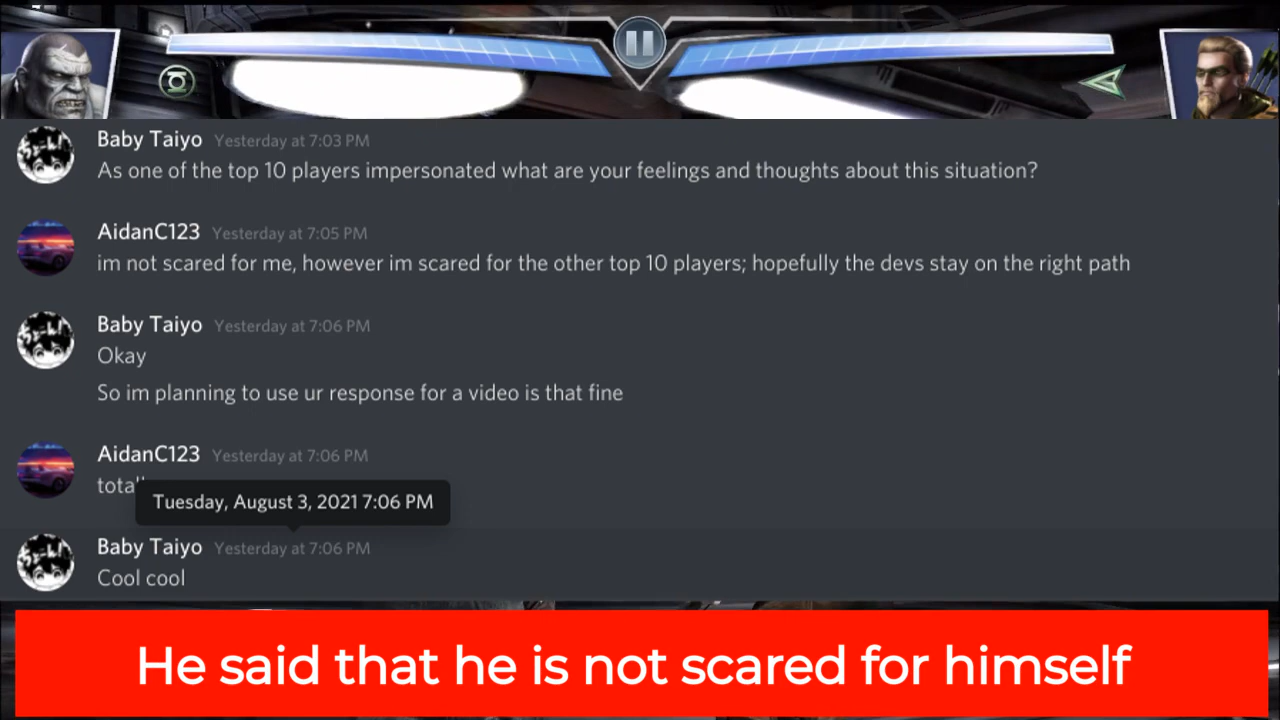 Baby Taiyo Yesterday at 7:03 PM
As one of the top 10 players impersonated what are your feelings and thoughts about this situation?
AidanC123 Yesterday at 7:05 PM
im not scared for me, however im scared for the other top 10 players; hopefully the devs stay on the right path
Baby Taiyo Yesterday at 7:06 PM
Okay
So im planning to use ur response for a video is that fine
AidanC123 Yesterday at 7:06 PM
Tuesday, August 3, 2021 7:06 PM
Baby Taiyo Yesterday at 7:06 PM
Cool cool
He said that he is not scared for himself